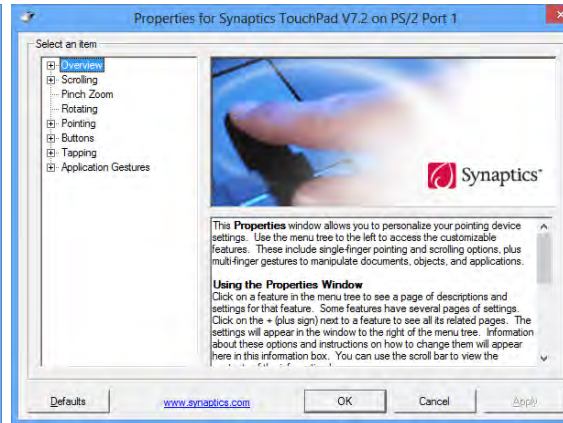 Properties for Synaptics TouchPad V7.2 on PS/2 Port 1
Select an item
Overview
Scrolling
Pinch Zoom
Rotating
Pointing
Buttons
Tapping
Application Gestures
Synaptics
This Properties window allows you to personalize your pointing device
settings. Use the menu tree to the left to access the customizable
features. These include single-finger pointing and scrolling options, plus
multi-finger gestures to manipulate documents, objects, and applications.
Using the Properties Window
Click on a feature in the menu tree to see a page of descriptions and
settings for that feature. Some features have several pages of settings.
Click on the + (plus sign) next to a feature to see all its related pages. The
settings will appear in the window to the right of the menu tree. Information
about these options and instructions on how to change them will appear
here in this information box. You can use the scroll bar to view the
Defaults
www.synaptics.com
OK
Cancel
Apply